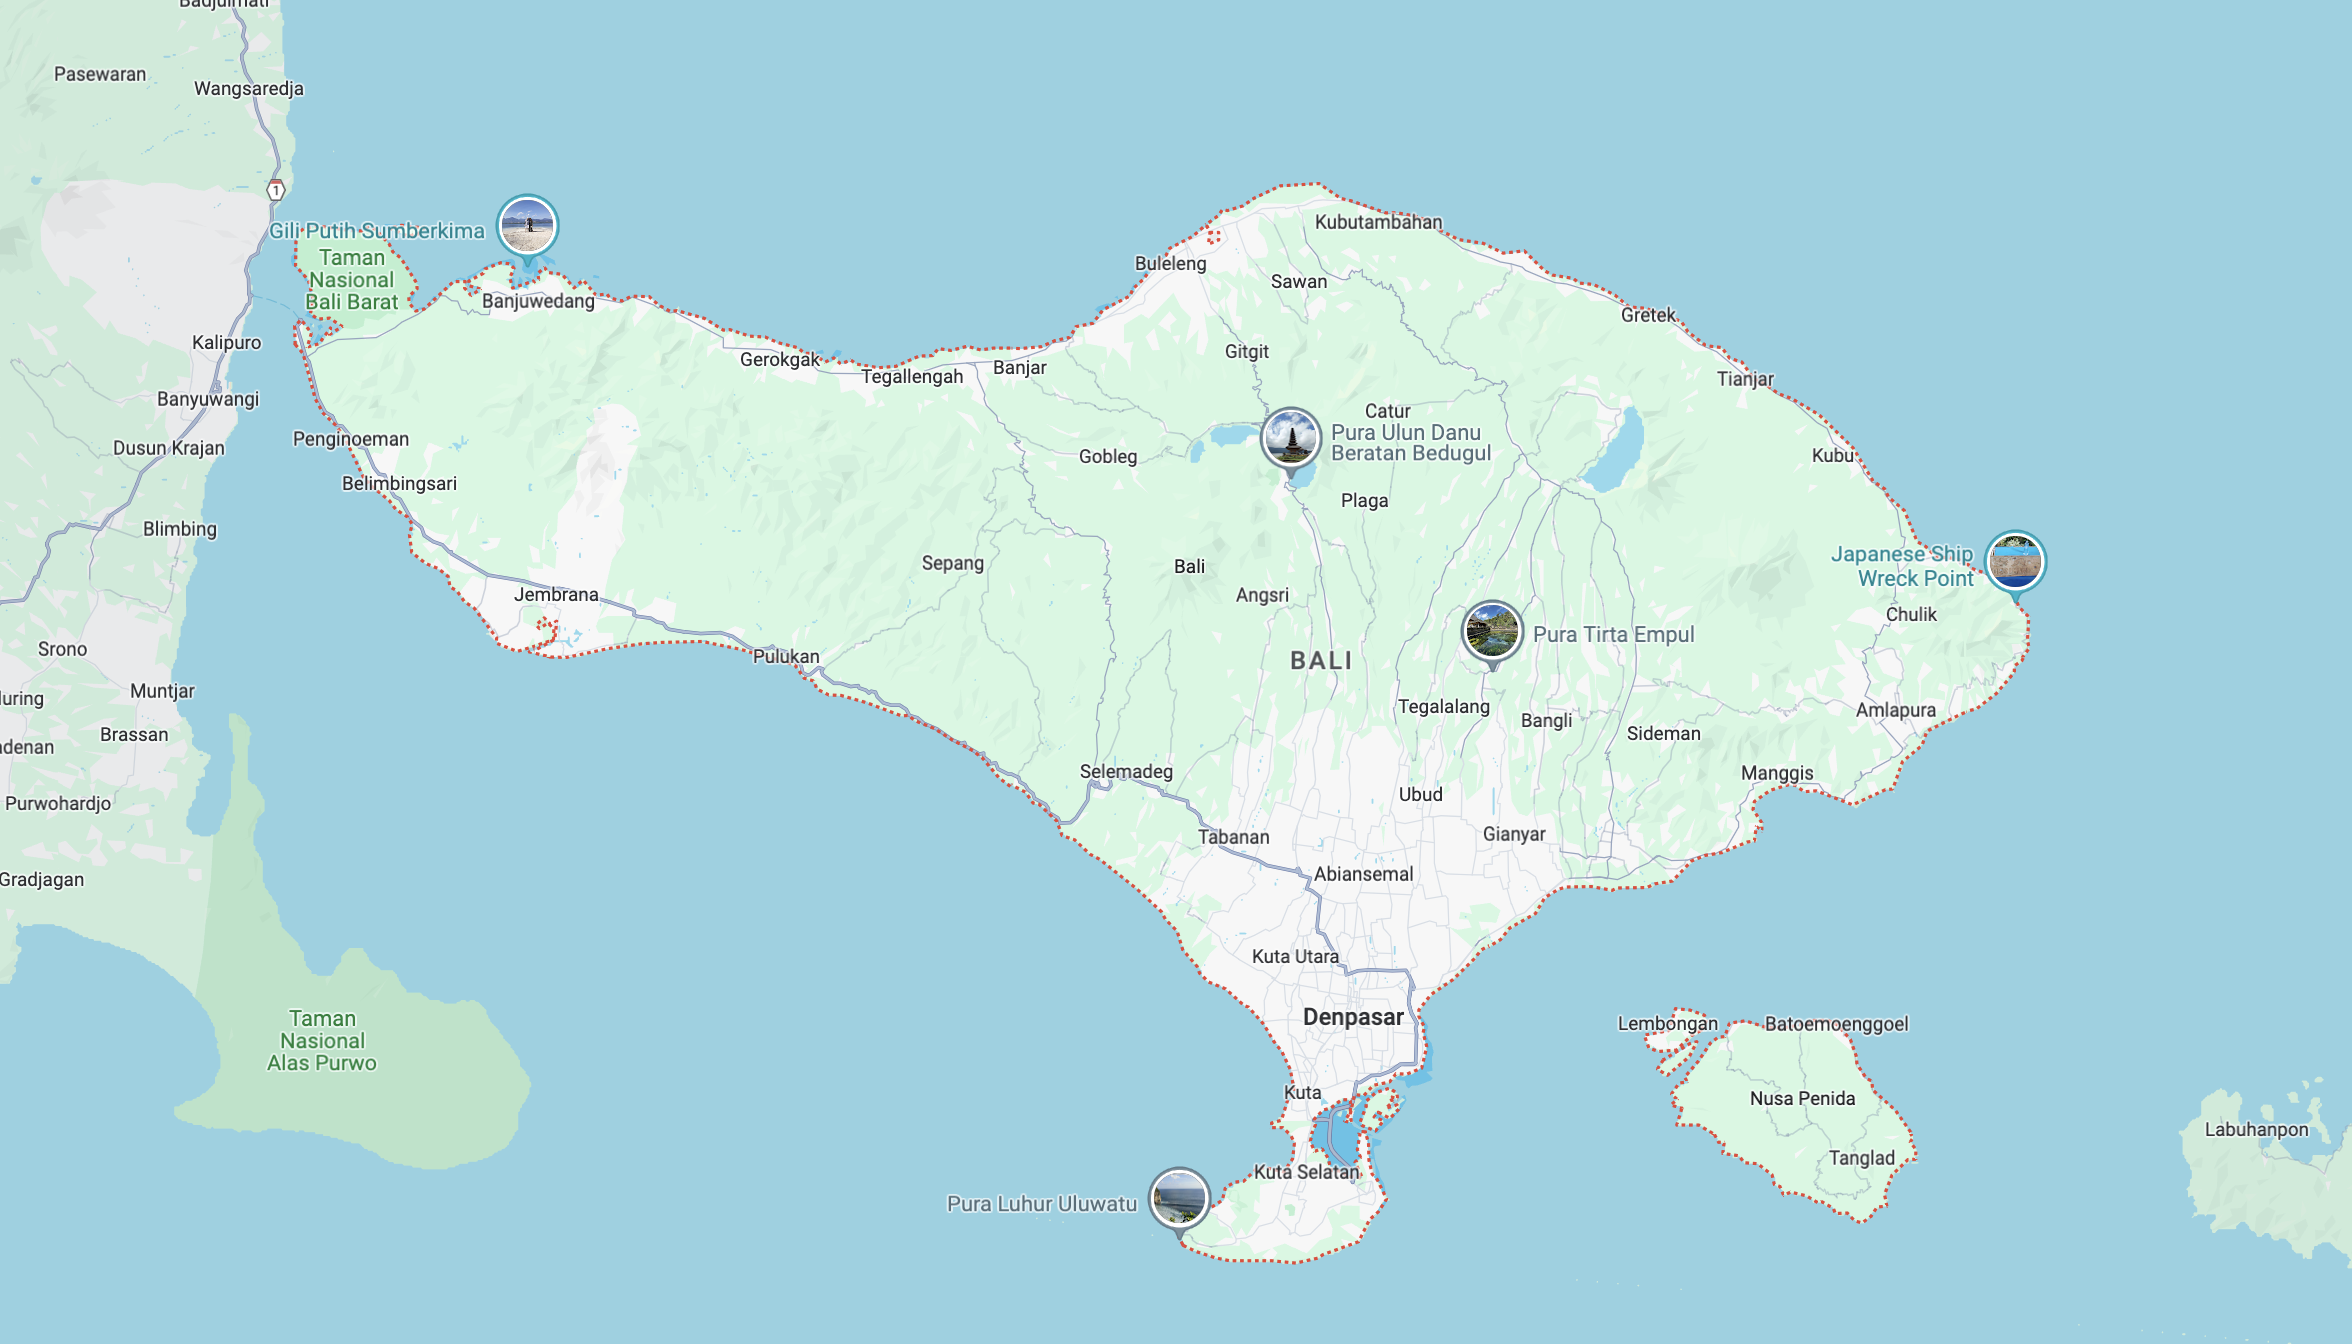 Badjulmati
Pasewaran
Wangsaredja
1
Gili Putih Sumberkima
Taman
Nasional
Bali Barat
Banjuwedang
Kubutambahan
Buleleng
Sawan
Gretek
Kalipuro
Gerokgak
Tegallengah
Banjar
Gitgit
Tianjar
Banyuwangi
Catur
Pura Ulun Danu
Beratan Bedugul
Penginoeman
Dusun Krajan
Gobleg
Kubu
Belimbingsari
Plaga
Blimbing
Japanese Ship
Wreck Point
Sepang
Bali
Jembrana
Angsri
Chulik
Pura Tirta Empul
Srono
Pulukan
BALI
Muntjar
luring
Tegalalang
Amlapura
Bangli
Brassan
Sideman
adenan
Selemadeg
Manggis
Ubud
Purwohardjo
Gianyar
Tabanan
Abiansemal
Gradjagan
Kuta Utara
Denpasar
Taman
Nasional
Alas Purwo
Lembongan
Batoemoenggoel
Kuta
Nusa Penida
Labuhanpon
Tanglad
Kuta Selatan
Pura Luhur Uluwatu